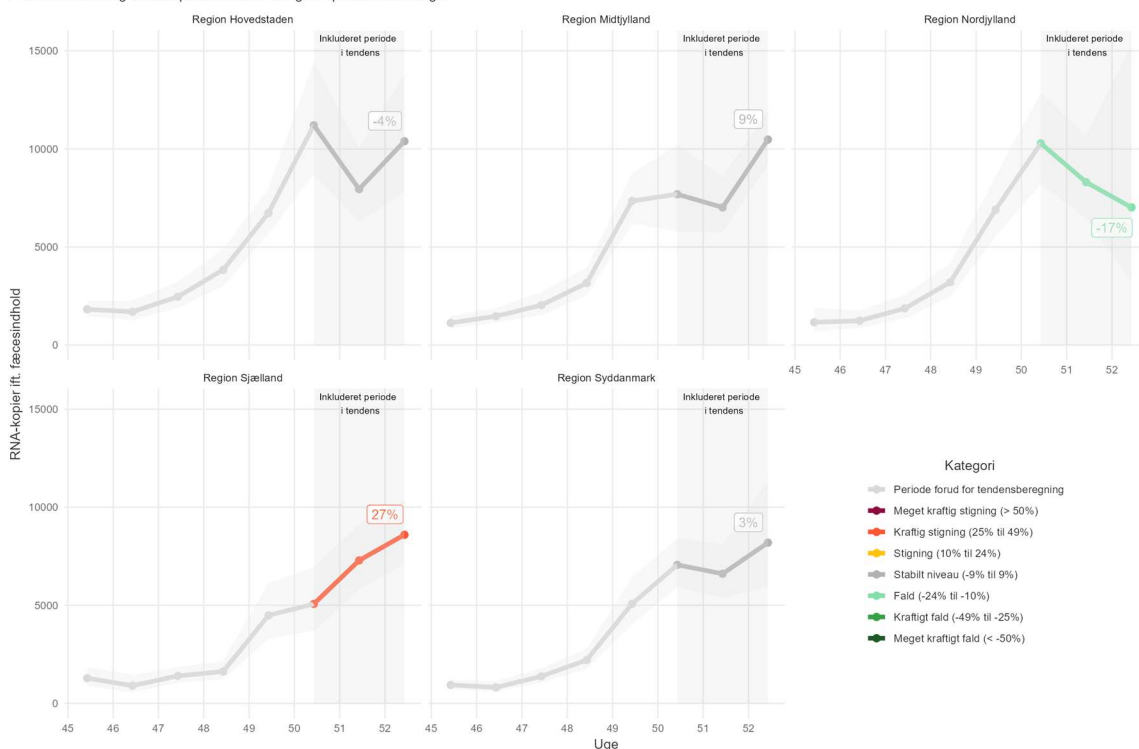 Region Hovedstaden
Region Midtjylland
Region Nordjylland
Inkluderet periode
i tendens
Inkluderet periode
i tendens
Inkluderet periode
i tendens
15000
10000
5000
0
-4%
9%
-17%
45 46 47 48 49 50 51 52
RNA-kopier ift. fæcesindhold
Region Sjælland
Region Syddanmark
Inkluderet periode
i tendens
Inkluderet periode
i tendens
15000
10000
5000
0
27%
3%
45 46 47 48 49 50 51 52
45 46 47 48 49 50 51 52
Uge
Kategori
Periode forud for tendensberegning
Meget kraftig stigning (> 50%)
Kraftig stigning (25% til 49%)
Stigning (10% til 24%)
Stabilt niveau (-9% til 9%)
Fald (-24% til -10%)
Kraftigt fald (-49% til -25%)
Meget kraftigt fald (< -50%)